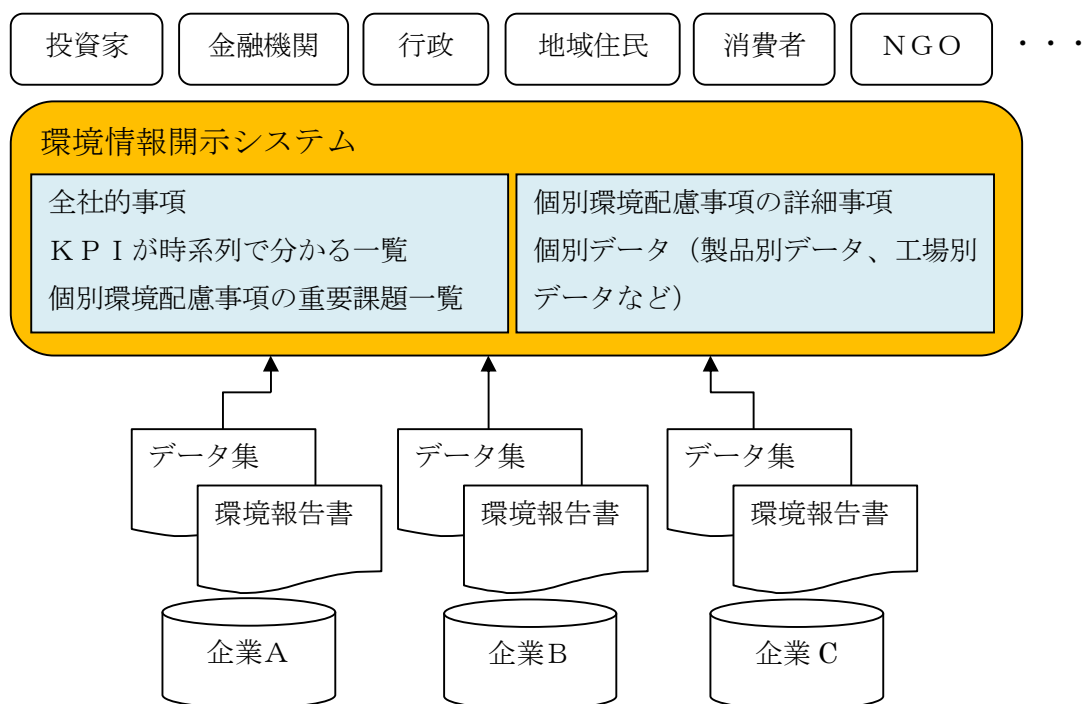 投資家
金融機関
行政
地域住民
消費者
ＮＧＯ
・・・
環境情報開示システム
全社的事項
ＫＰＩが時系列で分かる一覧
個別環境配慮事項の重要課題一覧
個別環境配慮事項の詳細事項
個別データ（製品別データ、工場別
データなど）
データ集
環境報告書
データ集
環境報告書
データ集
環境報告書
企業Ａ
企業Ｂ
企業 C